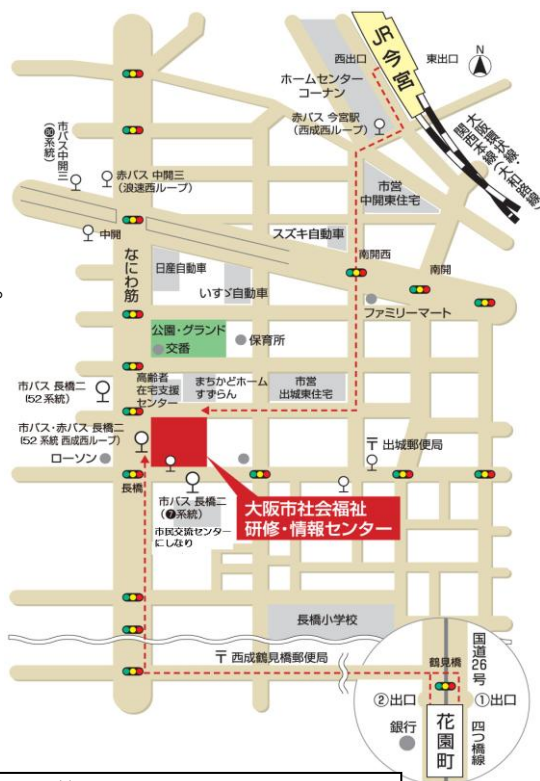 JR今宮
西出口
東出口
N
ホームセンター
コーナン
赤バス 今宮駅
(西成西ループ)
大阪環状線・
関西本線(大和路線)
市バス中開三
(㊿系統)
赤バス 中開三
(浪速西ループ)
市営
中開東住宅
中開
スズキ自動車
南開西
南開
なにわ筋
日産自動車
いすゞ自動車
ファミリーマート
。
公園・グランド
交番
保育所
市バス 長橋二
(52系統)
高齢者
在宅支援
センター
まちかどホーム
すずらん
市営
出城東住宅
市バス・赤バス 長橋二
(52 系統 西成西ループ)
ローソン
〒出城郵便局
長橋
市バス 長橋二
(❼系統)
市民交流センター
にしなり
大阪市社会福祉
研修・情報センター
長橋小学校
〒西成鶴見橋郵便局
鶴見橋
国道26号
②出口
①出口
銀行
花園町
四つ橋線